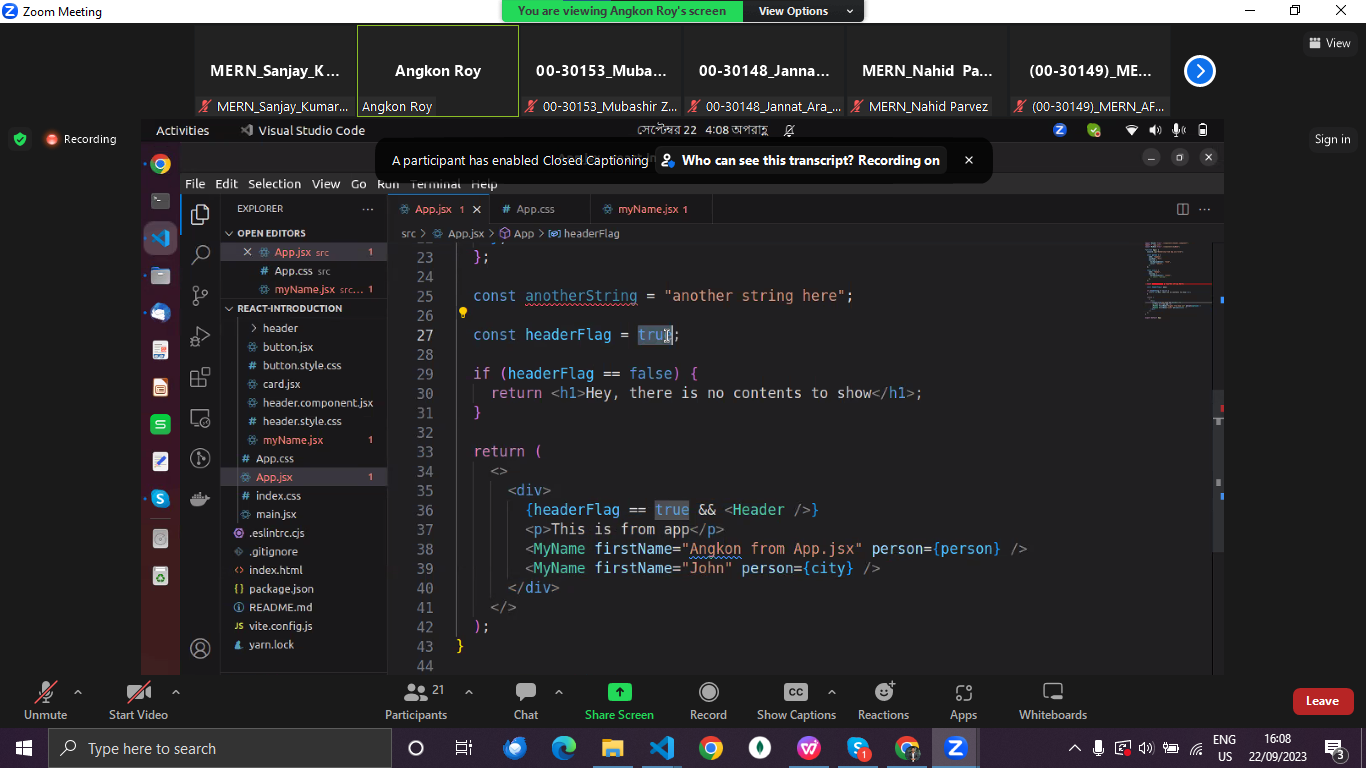 Zoom Meeting
You are viewing Angkon Roy's screen
View Options
View
MERN_Sanjay_K...
Angkon Roy
00-30153_Muba...
00-30148_Janna...
MERN_Nahid Pa...
(00-30149)_ME...
MERN_Sanjay_Kumar...
Angkon Roy
00-30153_Mubashir Z...
00-30148_Jannat_Ara_...
MERN_Nahid Parvez
(00-30149)_MERN_AF...
Recording
Activities
Visual Studio Code
সেপ্টেম্বর 22 4:08 অপরাহ্ণ
Sign in
A participant has enabled Closed Captioning
Who can see this transcript? Recording on
File Edit Selection View Go Run Terminal Help
EXPLORER
App.jsx 1
App.css
myName.jsx 1
src > App.jsx > App > headerFlag
OPEN EDITORS
App.jsx src 1
App.css src
myName.jsx src... 1
REACT-INTRODUCTION
header
button.jsx
button.style.css
card.jsx
header.component.jsx
header.style.css
myName.jsx 1
App.css
App.jsx 1
index.css
main.jsx
.eslintrc.cjs
.gitignore
index.html
package.json
README.md
vite.config.js
yarn.lock
23 };
24
25 const anotherString = "another string here";
26
27 const headerFlag = true;
28
29 if (headerFlag == false) {
30 return <h1>Hey, there is no contents to show</h1>;
31 }
32
33 return (
34 <>
35 <div>
36 {headerFlag == true && <Header />}
37 <p>This is from app</p>
38 <MyName firstName="Angkon from App.jsx" person={person} />
39 <MyName firstName="John" person={city} />
40 </div>
41 </>
42 );
43 }
44
Unmute
Start Video
Participants
21
Chat
Share Screen
Record
CC
Show Captions
Reactions
Apps
Whiteboards
Leave
Type here to search
1
ENG
US
16:08
22/09/2023
3